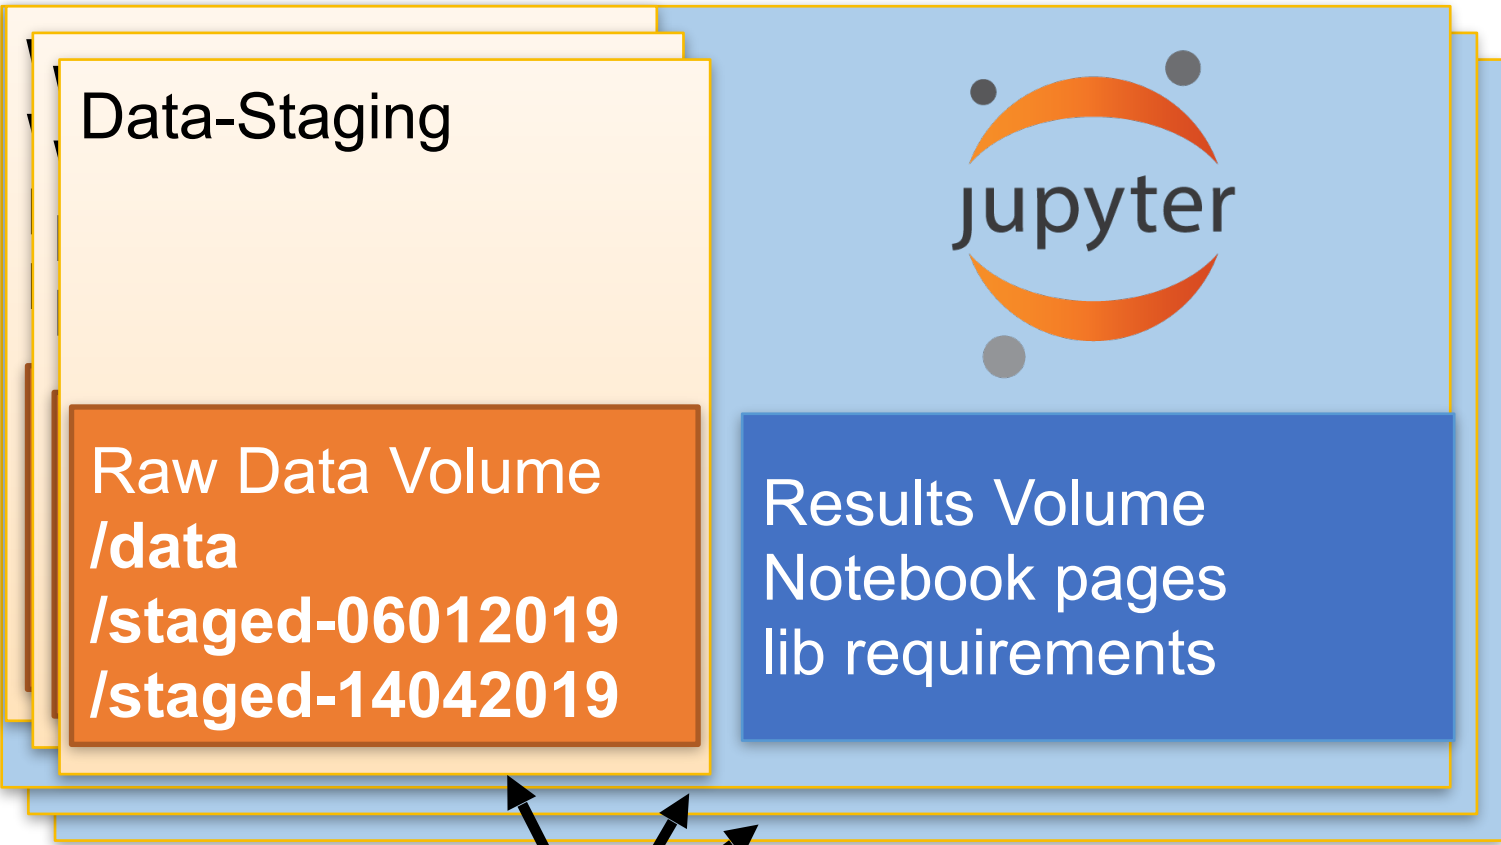 Data-Staging
jupyter
Raw Data Volume
/data
/staged-06012019
/staged-14042019
Results Volume
Notebook pages
lib requirements